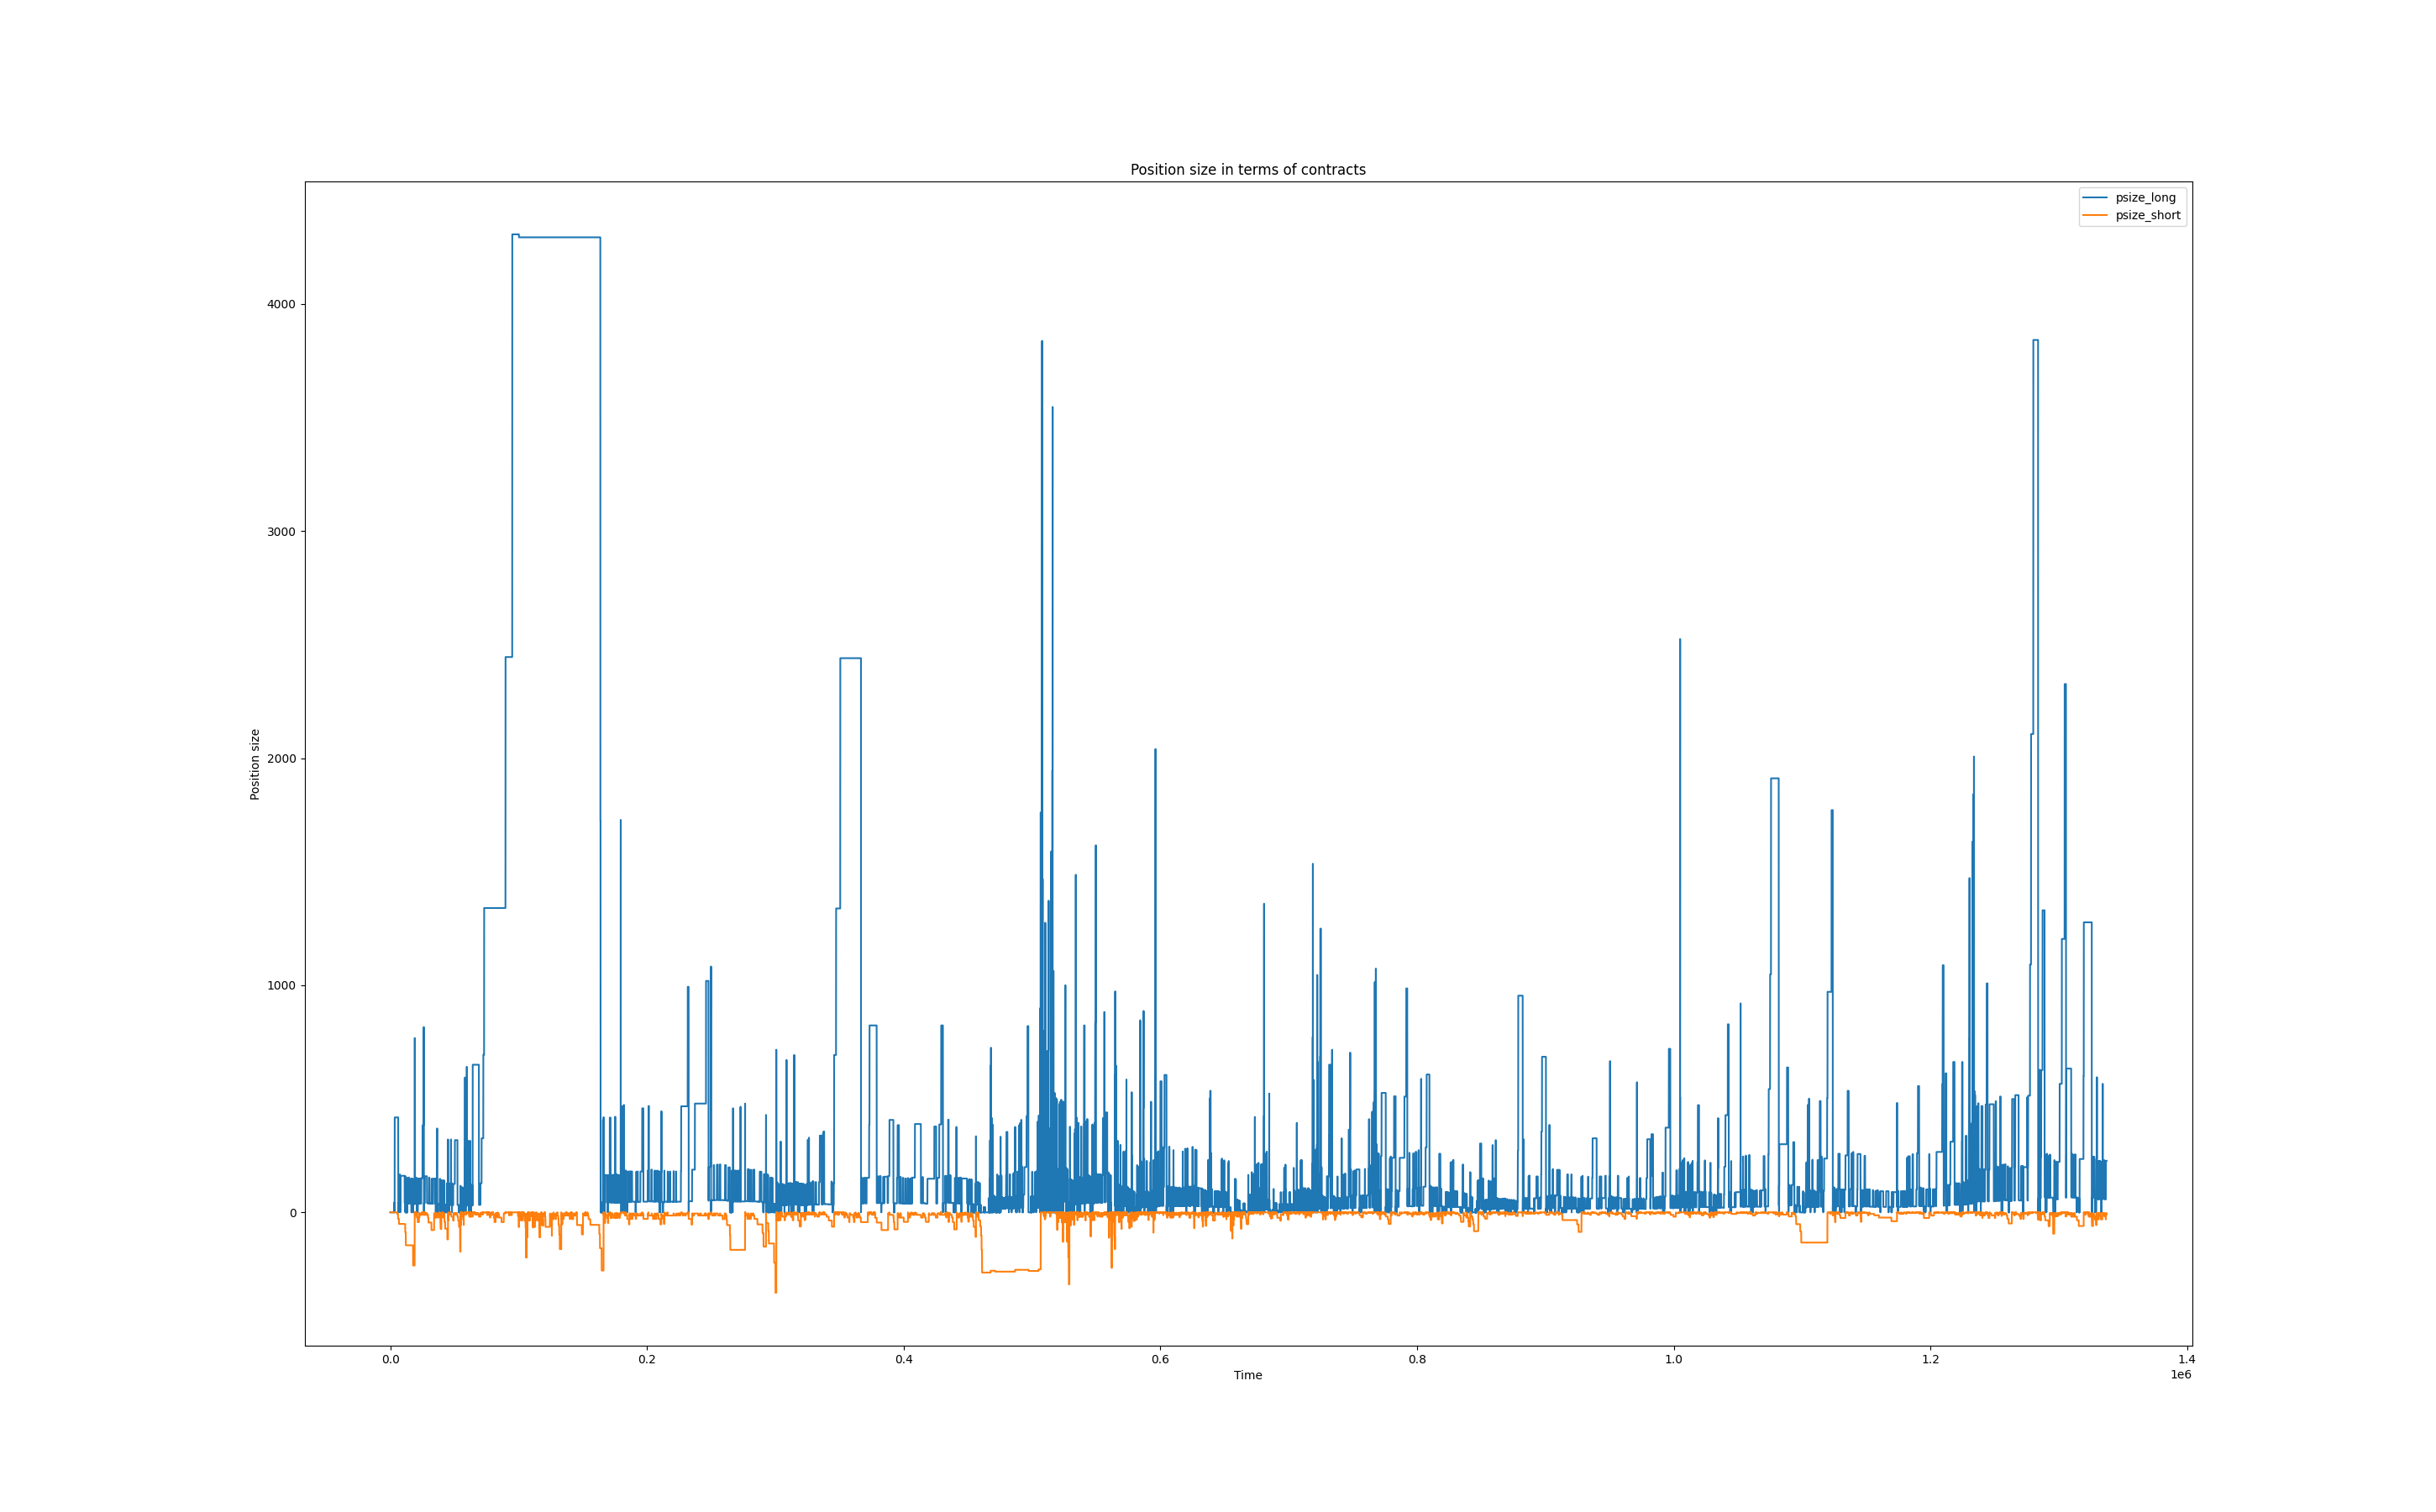 Position size in terms of contracts
psize_long
psize_short
Position size
4000
3000
2000
1000
0
0.0 0.2 0.4 0.6 0.8 1.0 1.2 1.4
Time
1e6